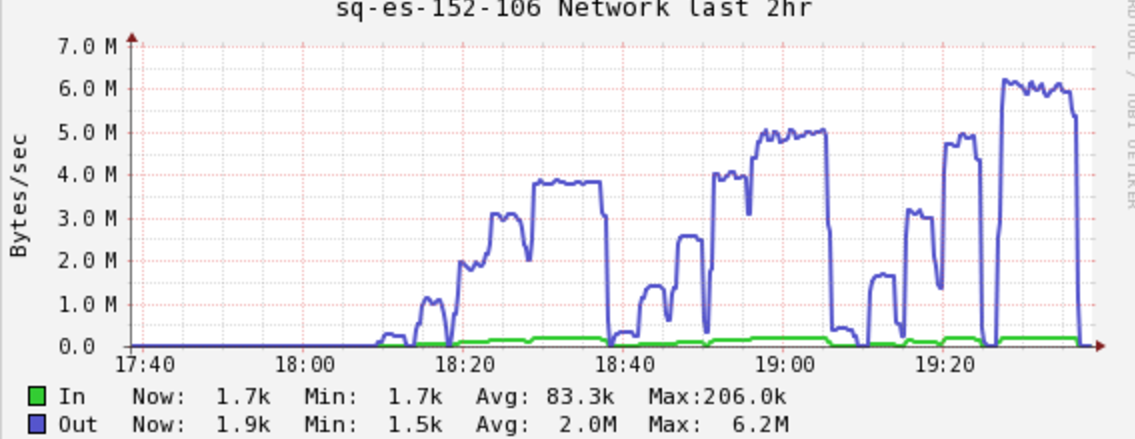 sq-es-152-106 Network last 2hr
Bytes/sec
7.0 M
6.0 M
5.0 M
4.0 M
3.0 M
2.0 M
1.0 M
0.0
17:40 18:00 18:20 18:40 19:00 19:20
In Now: 1.7k Min: 1.7k Avg: 83.3k Max:206.0k
Out Now: 1.9k Min: 1.5k Avg: 2.0M Max: 6.2M
/ TOBI OETIKER